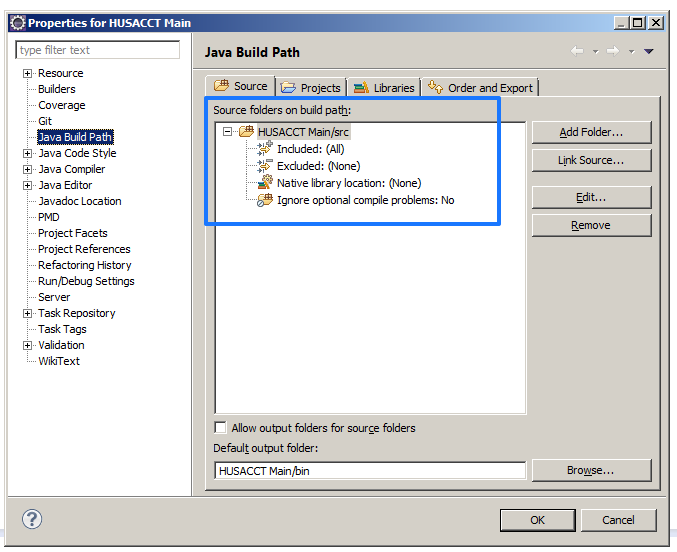 Properties for HUSACCT Main
type filter text
Resource
Builders
Coverage
Git
Java Build Path
Java Code Style
Java Compiler
Java Editor
Javadoc Location
PMD
Project Facets
Project References
Refactoring History
Run/Debug Settings
Server
Task Repository
Task Tags
Validation
WikiText
Java Build Path
Source Projects Libraries Order and Export
Source folders on build path:
HUSACCT Main/src
Included: (All)
Excluded: (None)
Native library location: (None)
Ignore optional compile problems: No
Add Folder...
Link Source...
Edit...
Remove
Allow output folders for source folders
Default output folder:
HUSACCT Main/bin
Browse...
OK Cancel